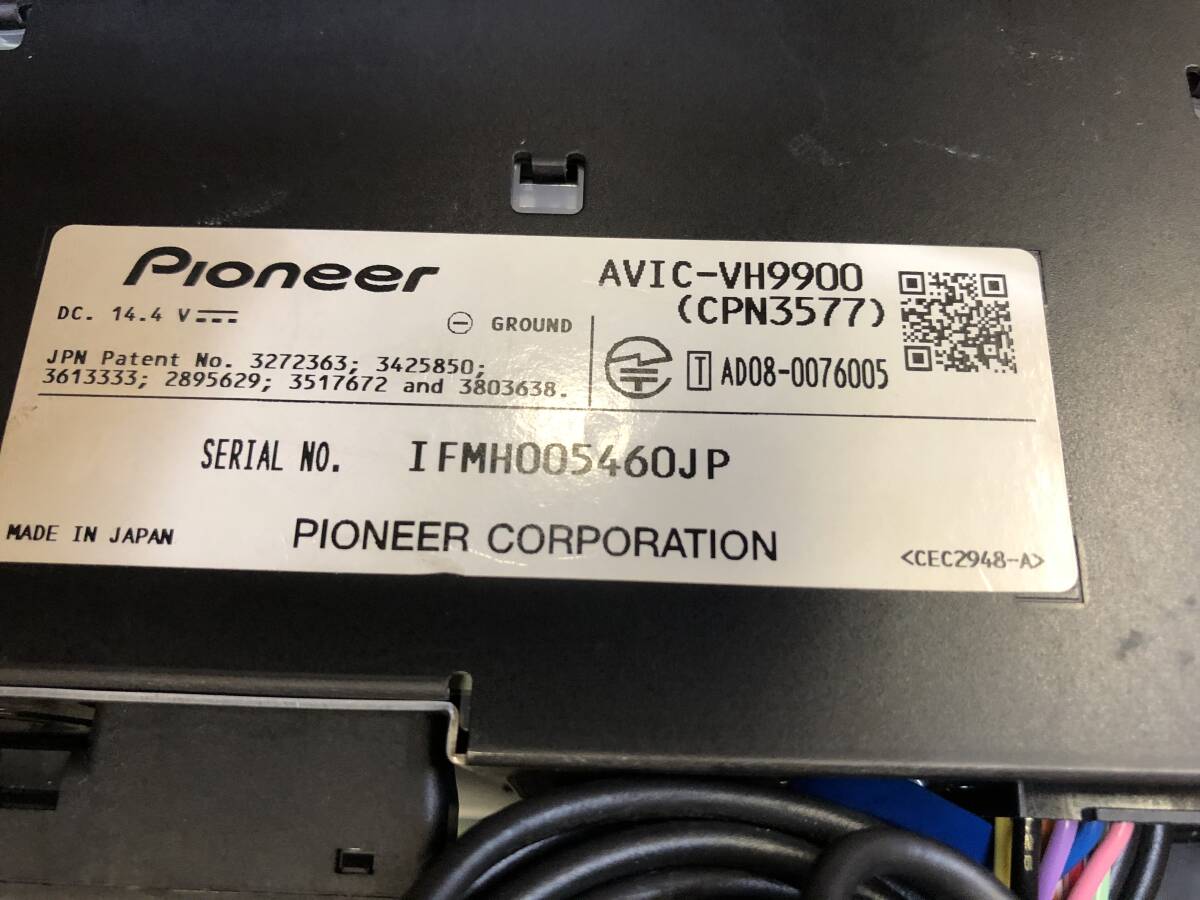 Pioneer
AVIC-VH9900
(CPN3577)
DC. 14.4 V
GROUND
JPN Patent No. 3272363; 3425850;
3613333; 2895629; 3517672 and 3803638.
T AD08-0076005
SERIAL NO. IFMH005460JP
MADE IN JAPAN
PIONEER CORPORATION
<CEC2948-A>